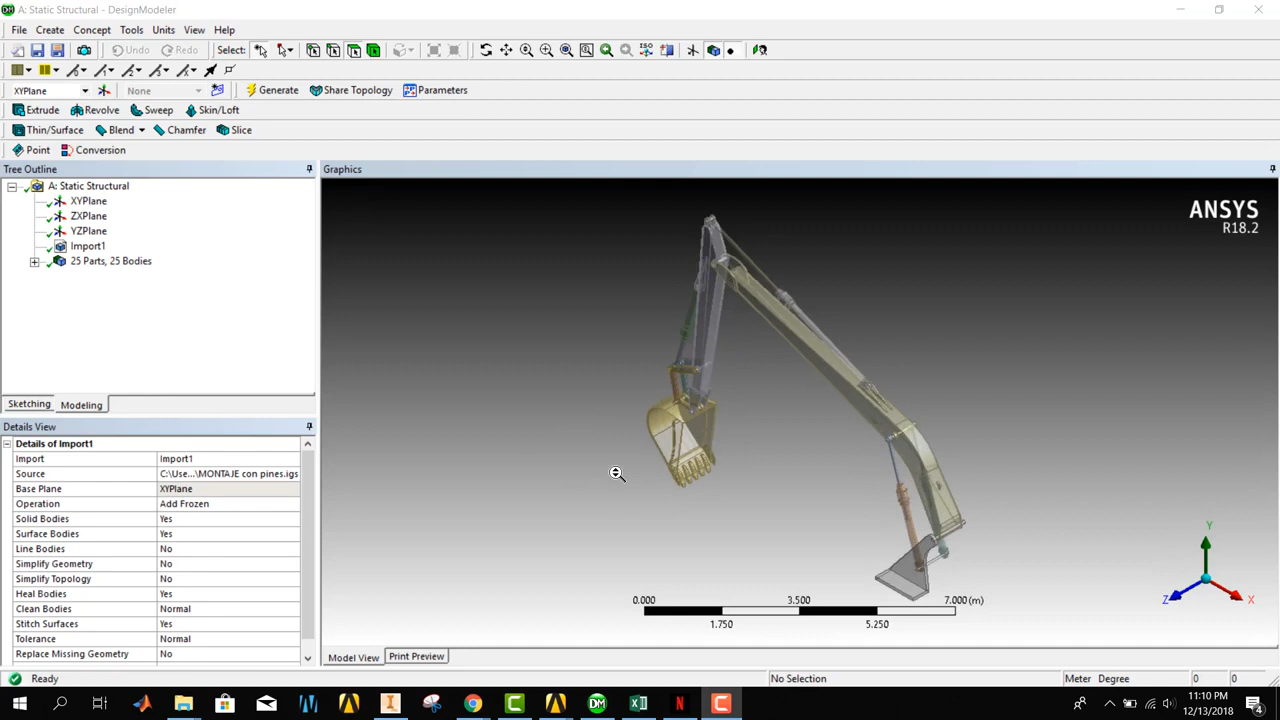 A: Static Structural - DesignModeler
File Create Concept Tools Units View Help
Undo Redo Select:
XYPlane None Generate Share Topology Parameters
Extrude Revolve Sweep Skin/Loft
Thin/Surface Blend Chamfer Slice
Point Conversion
Tree Outline
A: Static Structural
XYPlane
ZXPlane
YZPlane
Import1
25 Parts, 25 Bodies
Sketching Modeling
Details View
Details of Import1
Import Import1
Source C:\Use...\MONTAJE con pines.igs
Base Plane XYPlane
Operation Add Frozen
Solid Bodies Yes
Surface Bodies Yes
Line Bodies No
Simplify Geometry No
Simplify Topology No
Heal Bodies Yes
Clean Bodies Normal
Stitch Surfaces Yes
Tolerance Normal
Replace Missing Geometry No
Graphics
ANSYS
R18.2
Y
Z X
0.000 3.500 7.000 (m)
1.750 5.250
Model View Print Preview
Ready No Selection Meter Degree 0 0
11:10 PM
12/13/2018
4